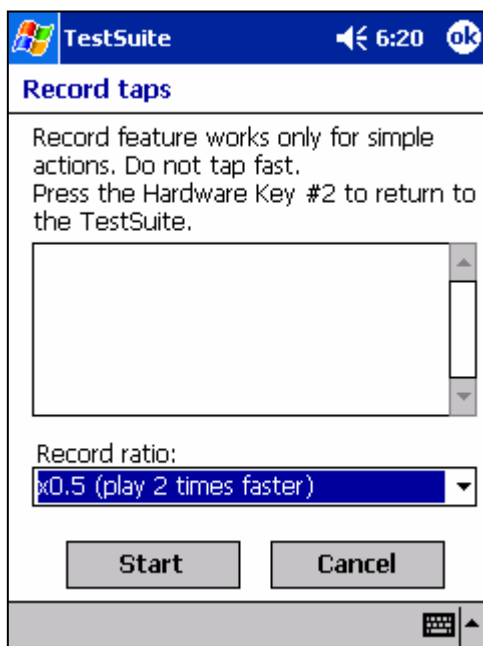 TestSuite 6:20 ok
Record taps
Record feature works only for simple
actions. Do not tap fast.
Press the Hardware Key #2 to return to
the TestSuite.
Record ratio:
x0.5 (play 2 times faster)
Start Cancel